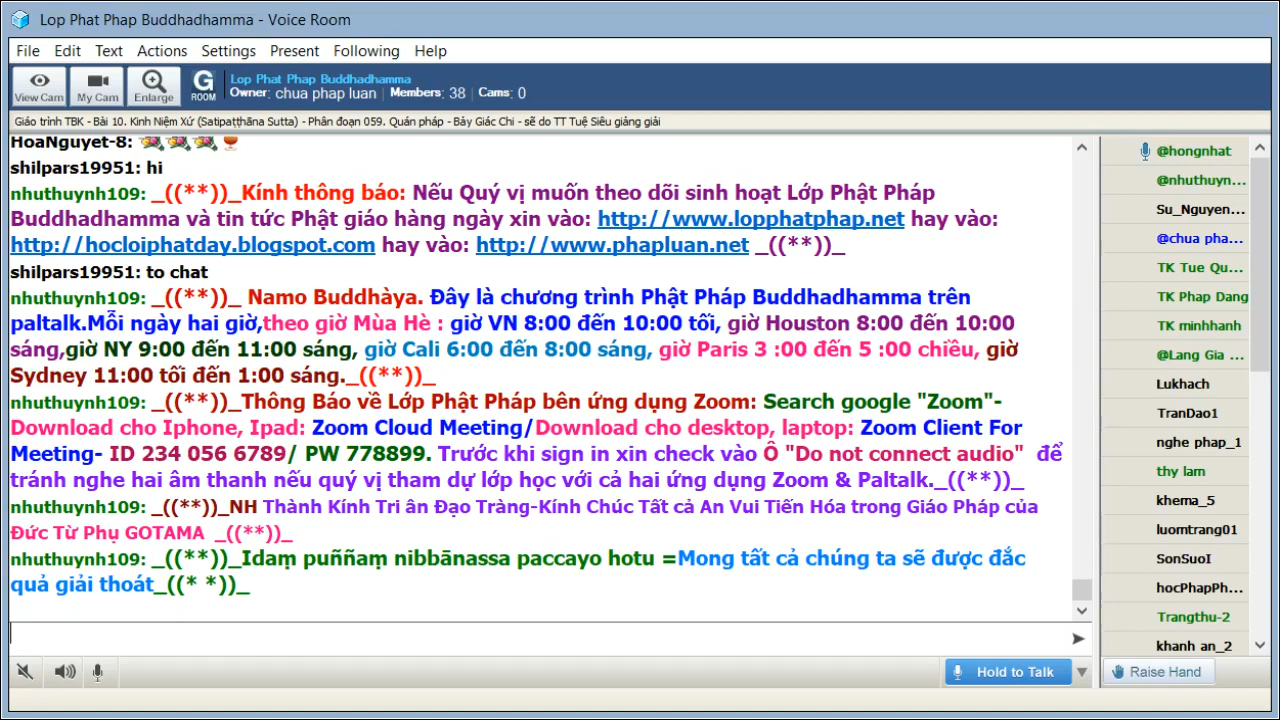 Lop Phat Phap Buddhadhamma - Voice Room
File Edit Text Actions Settings Present Following Help
View Cam My Cam Enlarge G ROOM
Lop Phat Phap Buddhadhamma
Owner: chua phap luan | Members: 38 | Cams: 0
Giáo trình TBK - Bài 10. Kinh Niệm Xứ (Satipaṭṭhāna Sutta) - Phân đoạn 059. Quán pháp - Bảy Giác Chi - sẽ do TT Tuệ Siêu giảng giải
HoaNguyet-8:
shilpars19951: hi
nhuthuynh109: _((**))_Kính thông báo: Nếu Quý vị muốn theo dõi sinh hoạt Lớp Phật Pháp
Buddhadhamma và tin tức Phật giáo hàng ngày xin vào: http://www.lopphatphap.net hay vào:
http://hocloiphatday.blogspot.com hay vào: http://www.phapluan.net _((**))_
shilpars19951: to chat
nhuthuynh109: _((**))_ Namo Buddhàya. Đây là chương trình Phật Pháp Buddhadhamma trên
paltalk.Mỗi ngày hai giờ,theo giờ Mùa Hè : giờ VN 8:00 đến 10:00 tối, giờ Houston 8:00 đến 10:00
sáng,giờ NY 9:00 đến 11:00 sáng, giờ Cali 6:00 đến 8:00 sáng, giờ Paris 3 :00 đến 5 :00 chiều, giờ
Sydney 11:00 tối đến 1:00 sáng._((**))_
nhuthuynh109: _((**))_Thông Báo về Lớp Phật Pháp bên ứng dụng Zoom: Search google "Zoom"-
Download cho Iphone, Ipad: Zoom Cloud Meeting/Download cho desktop, laptop: Zoom Client For
Meeting- ID 234 056 6789/ PW 778899. Trước khi sign in xin check vào Ô "Do not connect audio" để
tránh nghe hai âm thanh nếu quý vị tham dự lớp học với cả hai ứng dụng Zoom & Paltalk._((**))_
nhuthuynh109: _((**))_NH Thành Kính Tri ân Đạo Tràng-Kính Chúc Tất cả An Vui Tiến Hóa trong Giáo Pháp của
Đức Từ Phụ GOTAMA _((**))_
nhuthuynh109: _((**))_Idaṃ puññaṃ nibbānassa paccayo hotu =Mong tất cả chúng ta sẽ được đắc
quả giải thoát_((* *))_
@hongnhat
@nhuthuyn...
Su_Nguyen...
@chua pha...
TK Tue Qu...
TK Phap Dang
TK minhhanh
@Lang Gia ...
Lukhach
TranDao1
nghe phap_1
thy lam
khema_5
luomtrang01
SonSuoI
hocPhapPh...
Trangthu-2
khanh an_2
Hold to Talk
Raise Hand